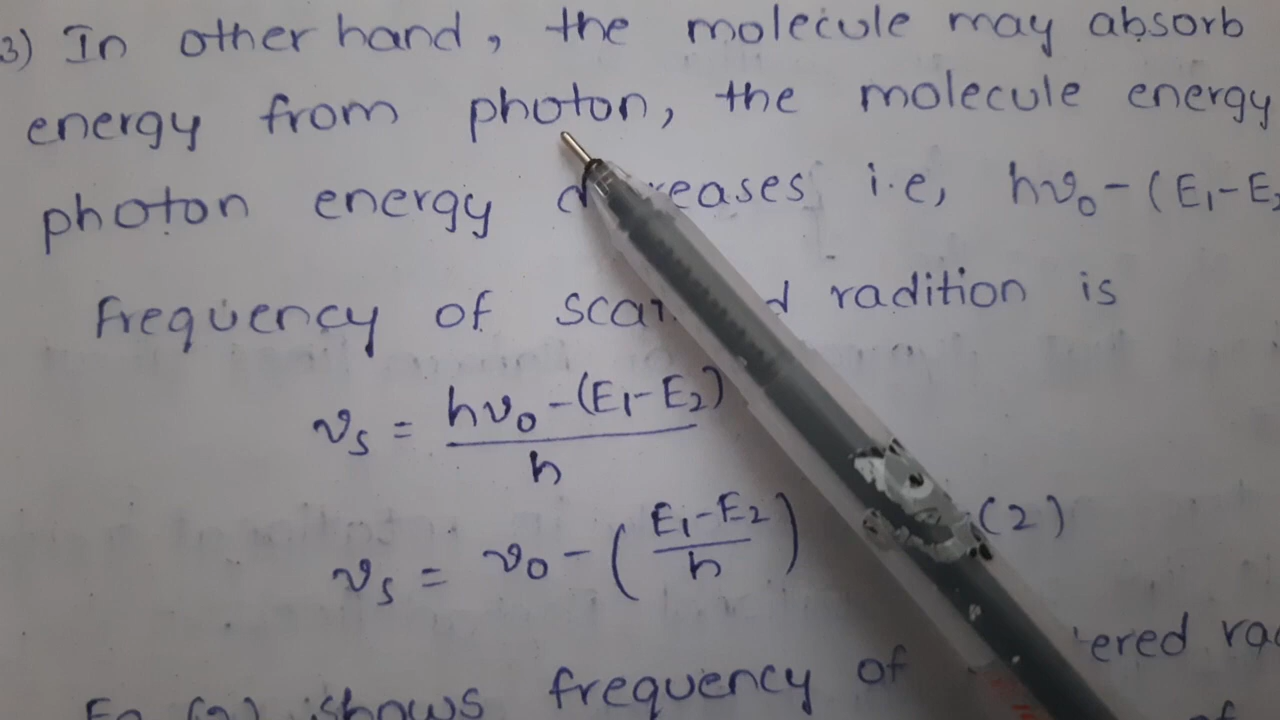 3) In other hand, the molecule may absorb
energy from photon, the molecule energy
photon energy i.e, hν₀-(E₁-E₂
Frequency of radition is
νₛ = hν₀-(E₁-E₂) / h
νₛ = ν₀-(E₁-E₂ / h) (2)
shows frequency of